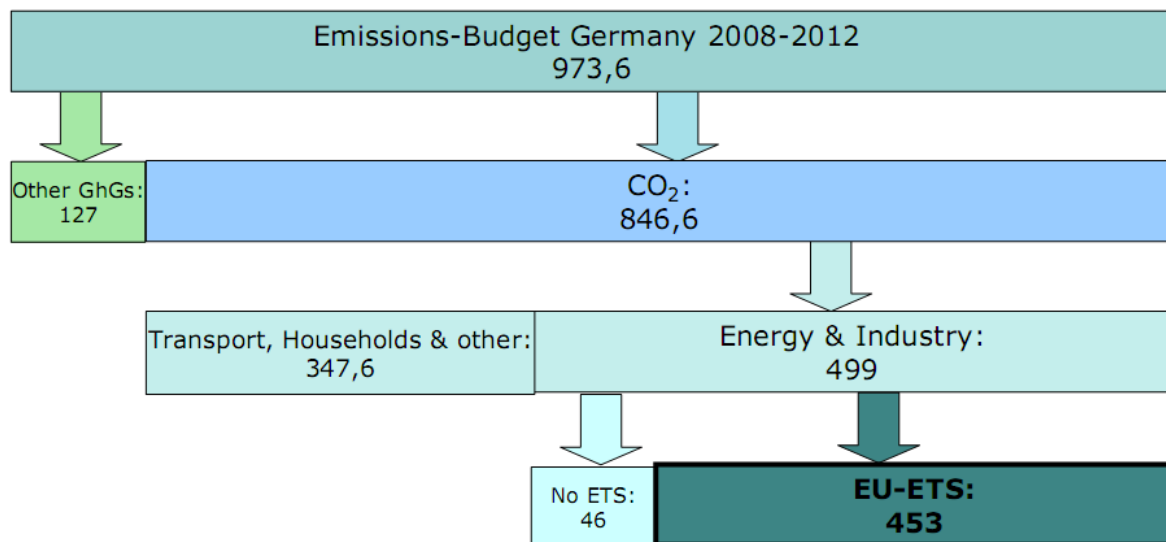 Emissions-Budget Germany 2008-2012
973,6
Other GhGs:
127
CO₂:
846,6
Transport, Households & other:
347,6
Energy & Industry:
499
No ETS:
46
EU-ETS:
453